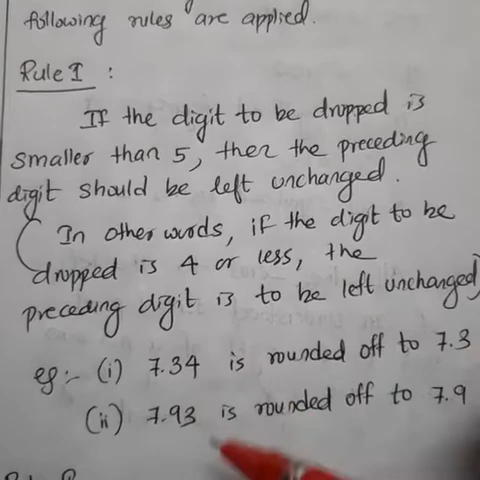 following rules are applied.
Rule I :
If the digit to be dropped is
smaller than 5, then the preceding
digit should be left unchanged.
(In other words, if the digit to be
dropped is 4 or less, the
preceding digit is to be left unchanged)
eg:- (i) 7.34 is rounded off to 7.3
(ii) 7.93 is rounded off to 7.9